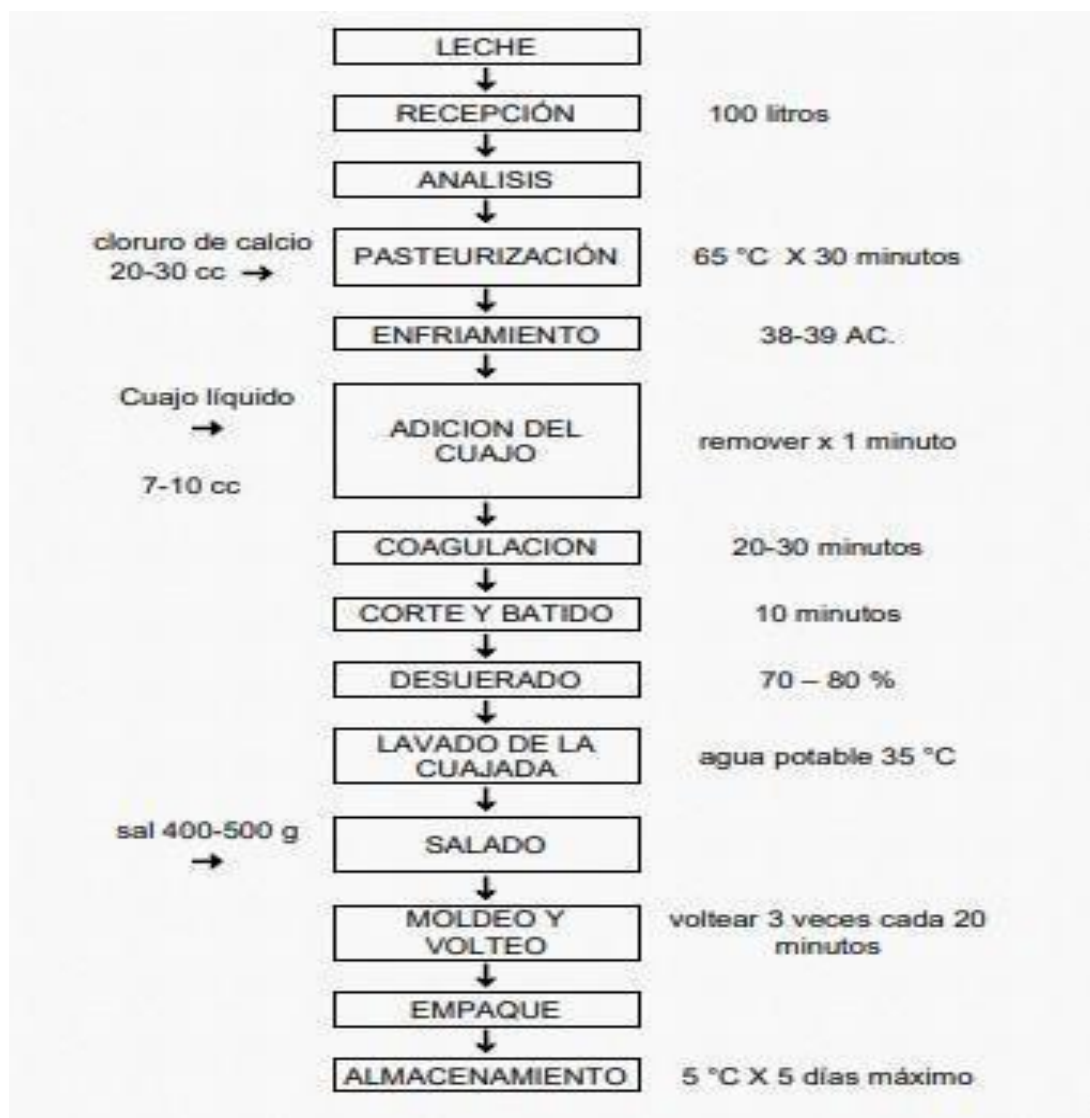 LECHE
RECEPCIÓN
100 litros
ANALISIS
cloruro de calcio
20-30 cc →
PASTEURIZACIÓN
65 °C X 30 minutos
ENFRIAMIENTO
38-39 AC.
Cuajo líquido
→
7-10 cc
ADICION DEL
CUAJO
remover x 1 minuto
COAGULACION
20-30 minutos
CORTE Y BATIDO
10 minutos
DESUERADO
70 – 80 %
LAVADO DE LA
CUAJADA
agua potable 35 °C
sal 400-500 g
→
SALADO
MOLDEO Y
VOLTEO
voltear 3 veces cada 20
minutos
EMPAQUE
ALMACENAMIENTO
5 °C X 5 días máximo